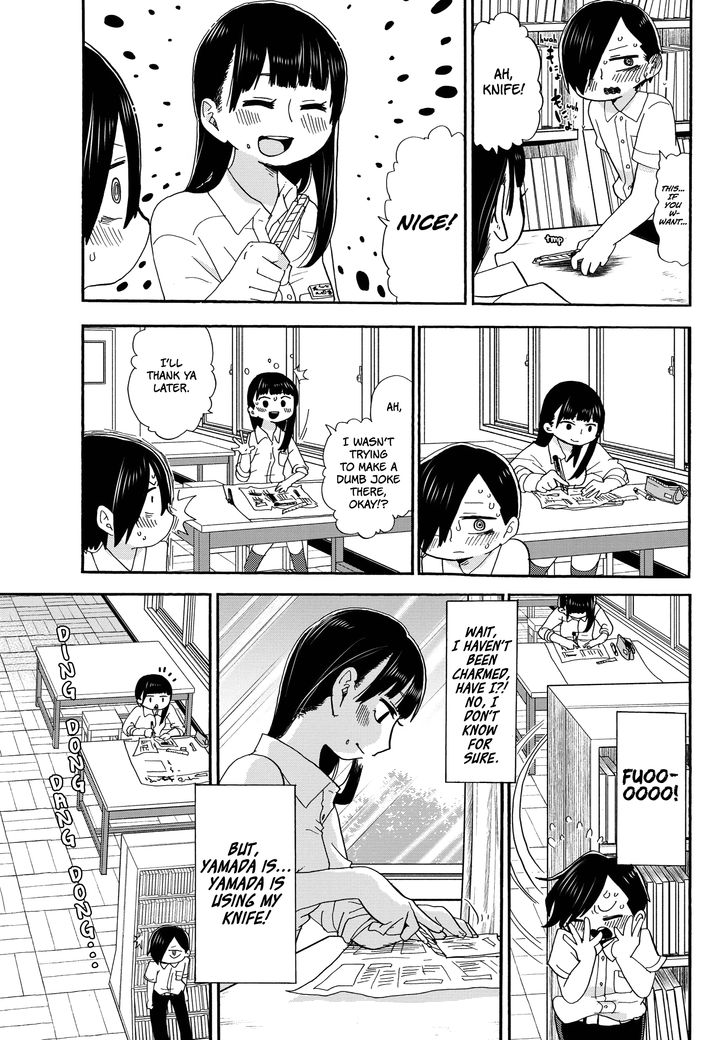 AH,
KNIFE!
THIS...
IF
YOU
W-
WANT...
tmp
NICE!
AH,
I WASN'T
TRYING
TO MAKE A
DUMB JOKE
THERE,
OKAY!?
I'LL
THANK YA
LATER.
FUOO-
OOOO!
WAIT,
I HAVEN'T
BEEN
CHARMED,
HAVE I?!
NO, I
DON'T
KNOW
FOR
SURE.
BUT,
YAMADA IS...
YAMADA IS
USING MY
KNIFE!
DING DONG DANG DONG...